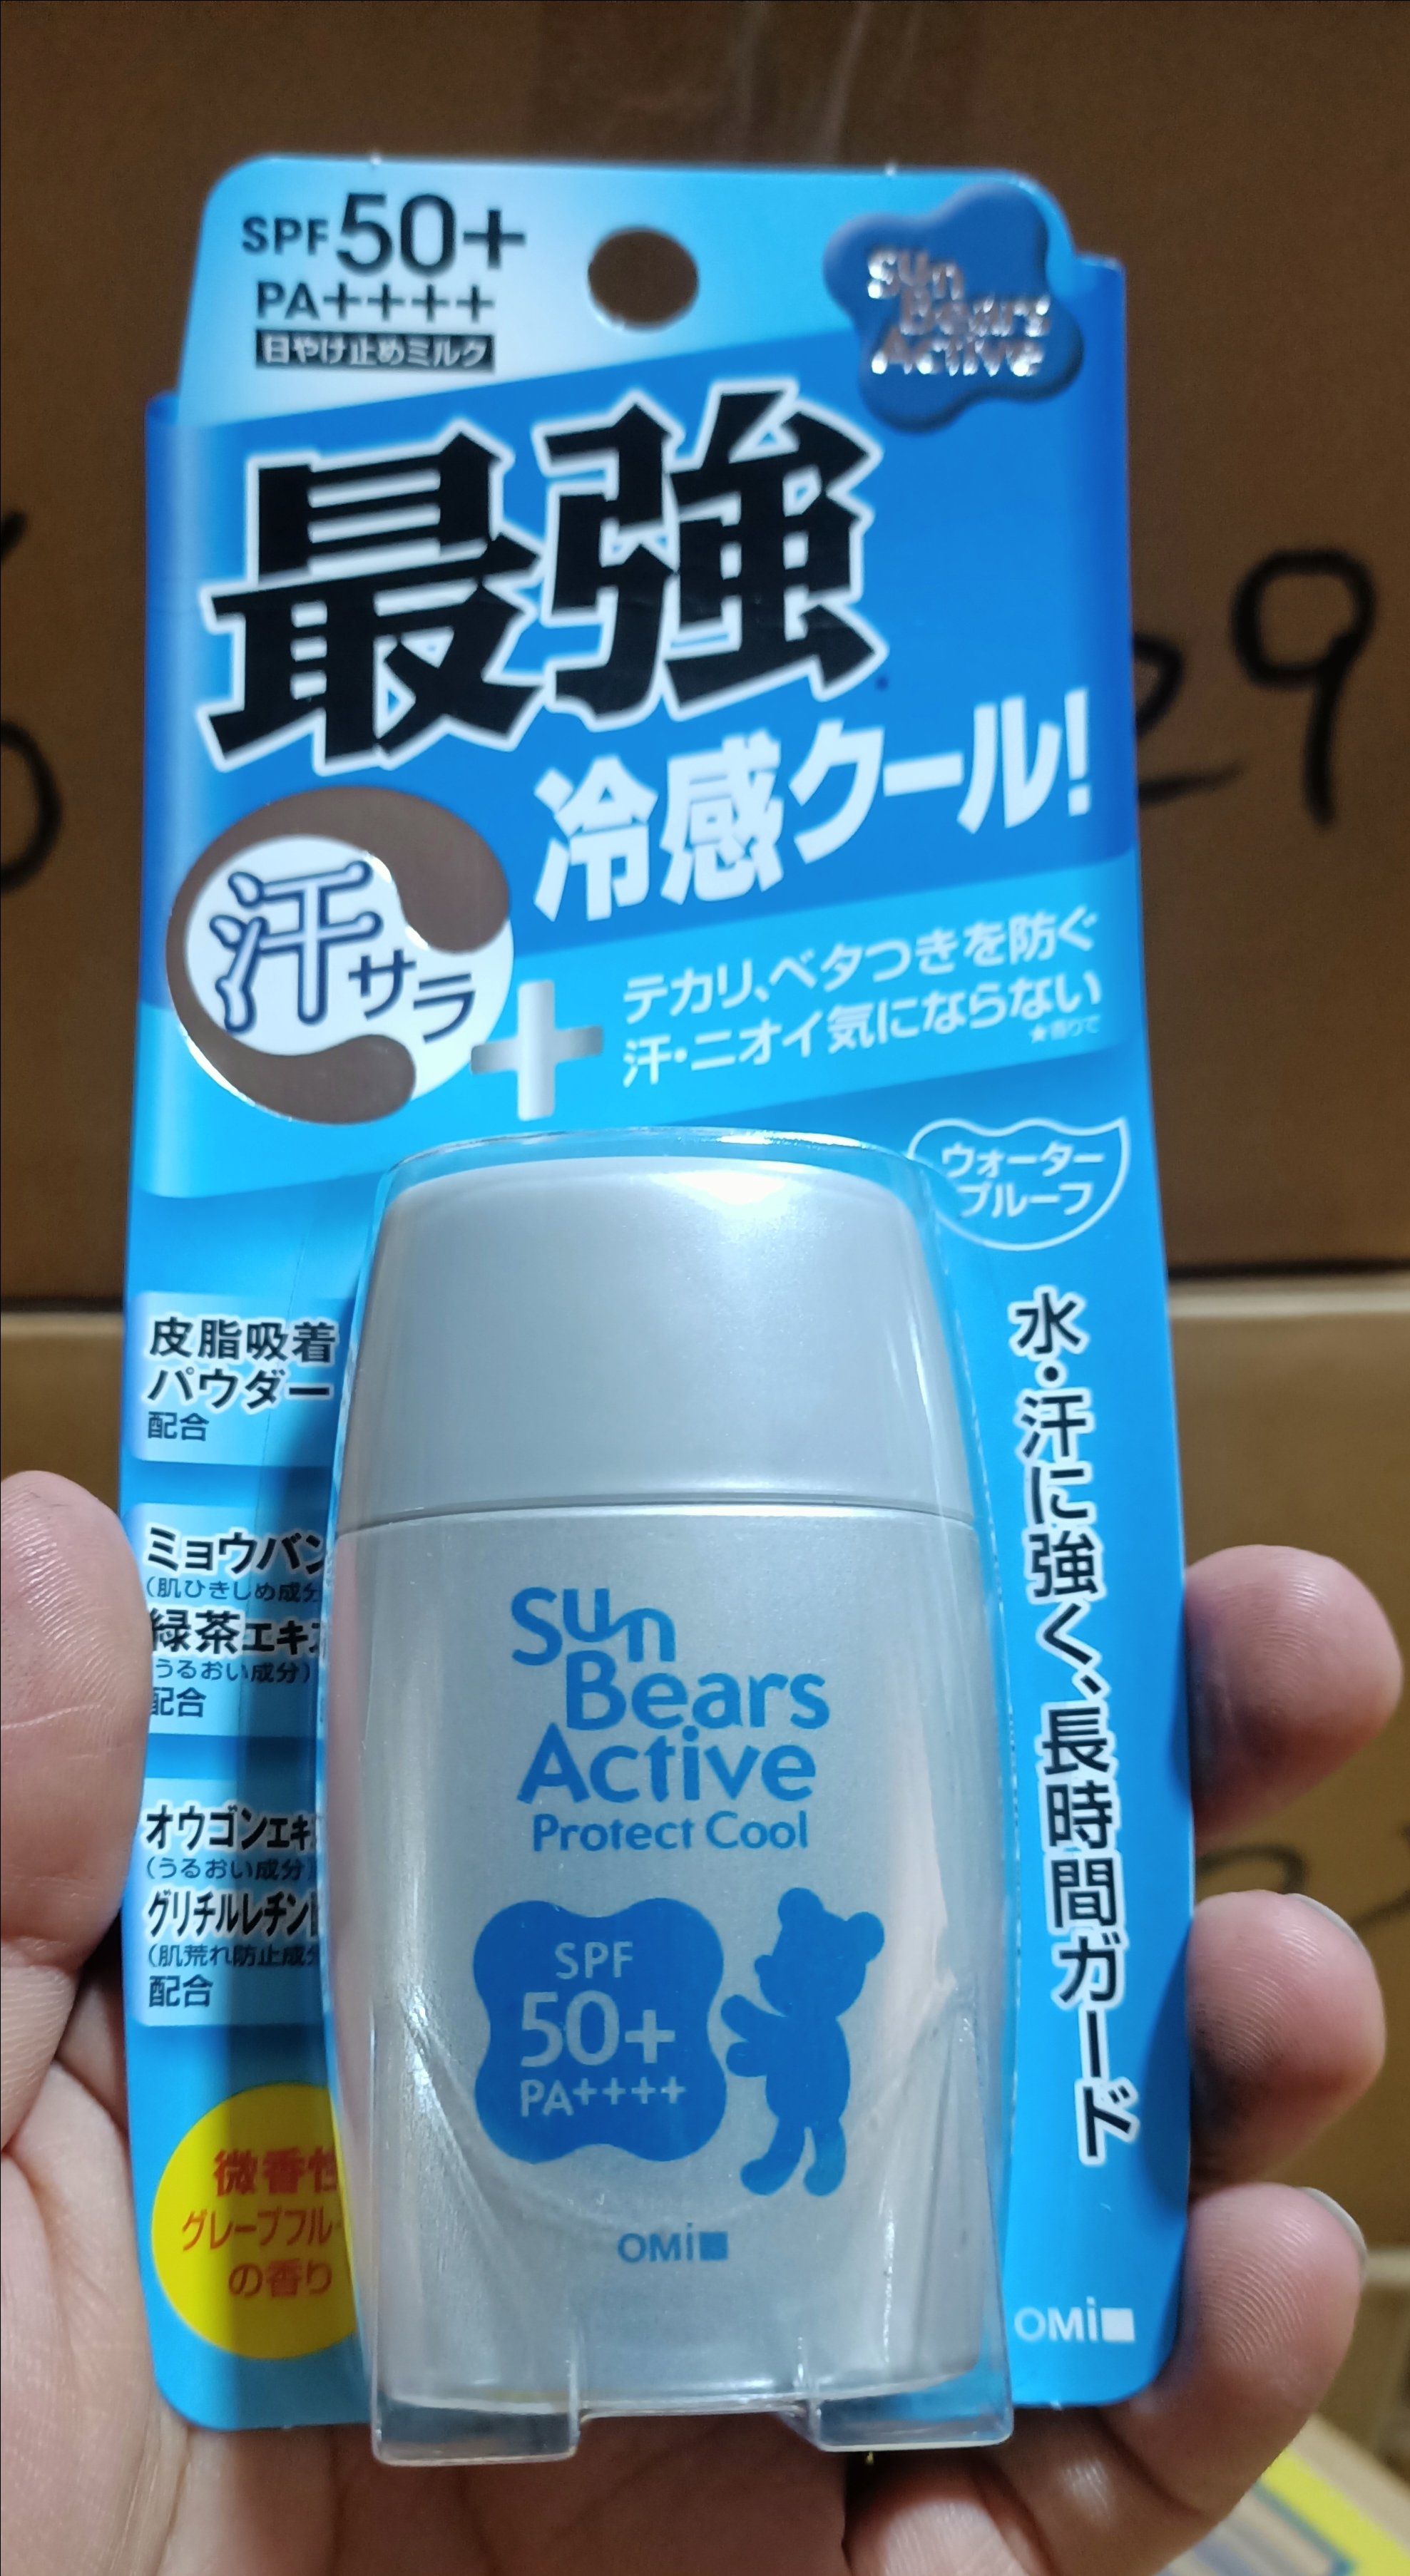 SPF50+
PA++++
日やけ止めミルク
Sun
Bears
Active
最強
冷感クール!
汗サラ
+
テカリ、ベタつきを防ぐ
汗・ニオイ気にならない
★香りで
ウォーター
プルーフ
水・汗に強く、長時間ガード
皮脂吸着
パウダー
配合
ミョウバン
(肌ひきしめ成分
緑茶エキ
うるおい成分)
配合
オウゴンエキ
(うるおい成分
グリチルレチン
(肌荒れ防止成分
配合
微香性
グレープフルー
の香り
Sun
Bears
Active
Protect Cool
SPF
50+
PA++++
OMi
OMi
29